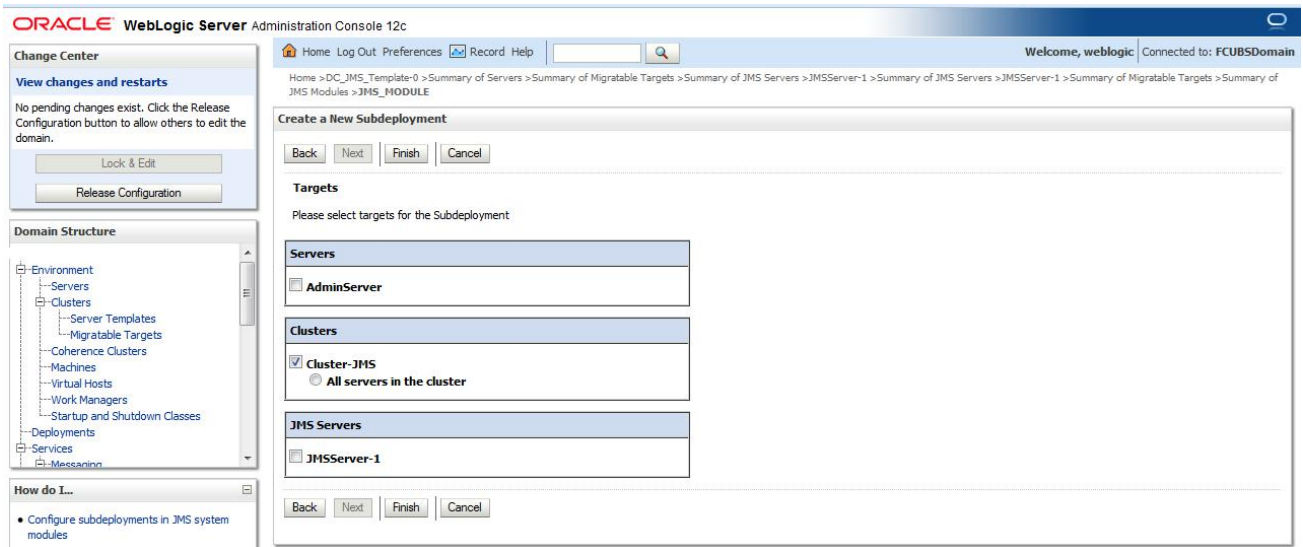 ORACLE WebLogic Server Administration Console 12c
Change Center
View changes and restarts
No pending changes exist. Click the Release
Configuration button to allow others to edit the
domain.
Lock & Edit
Release Configuration
Domain Structure
Environment
Servers
Clusters
Server Templates
Migratable Targets
Coherence Clusters
Machines
Virtual Hosts
Work Managers
Startup and Shutdown Classes
Deployments
Services
Messaging
How do I...
Configure subdeployments in JMS system
modules
Home Log Out Preferences Record Help
Welcome, weblogic Connected to: FCUBSDomain
Home >DC_JMS_Template-0 >Summary of Servers >Summary of Migratable Targets >Summary of JMS Servers >JMSServer-1 >Summary of JMS Servers >JMSServer-1 >Summary of Migratable Targets >Summary of
JMS Modules >JMS_MODULE
Create a New Subdeployment
Back Next Finish Cancel
Targets
Please select targets for the Subdeployment
Servers
AdminServer
Clusters
Cluster-JMS
All servers in the cluster
JMS Servers
JMSServer-1
Back Next Finish Cancel